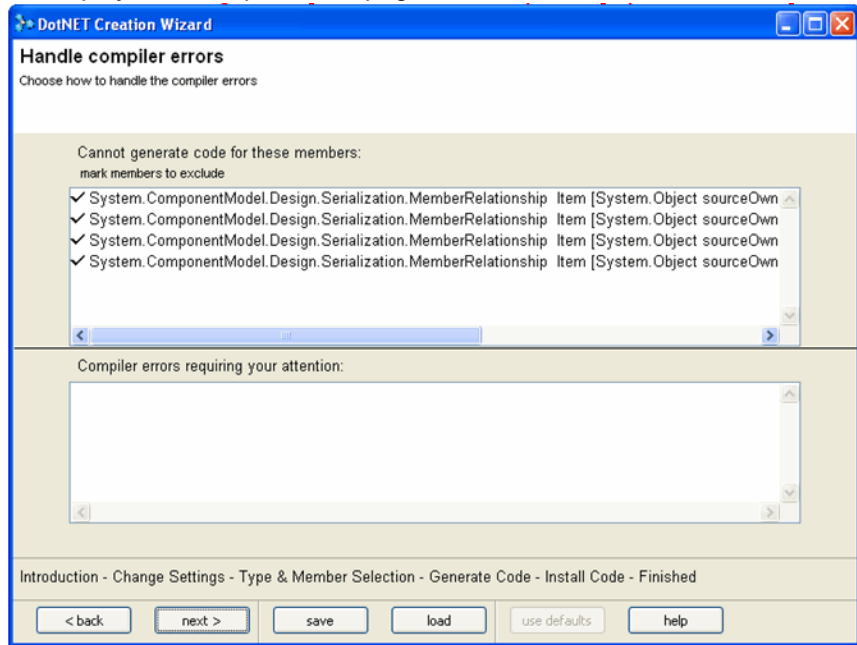 DotNET Creation Wizard
Handle compiler errors
Choose how to handle the compiler errors
Cannot generate code for these members:
mark members to exclude
System.ComponentModel.Design.Serialization.MemberRelationship Item [System.Object sourceOwn
System.ComponentModel.Design.Serialization.MemberRelationship Item [System.Object sourceOwn
System.ComponentModel.Design.Serialization.MemberRelationship Item [System.Object sourceOwn
System.ComponentModel.Design.Serialization.MemberRelationship Item [System.Object sourceOwn
Compiler errors requiring your attention:
Introduction - Change Settings - Type & Member Selection - Generate Code - Install Code - Finished
< back next > save load use defaults help